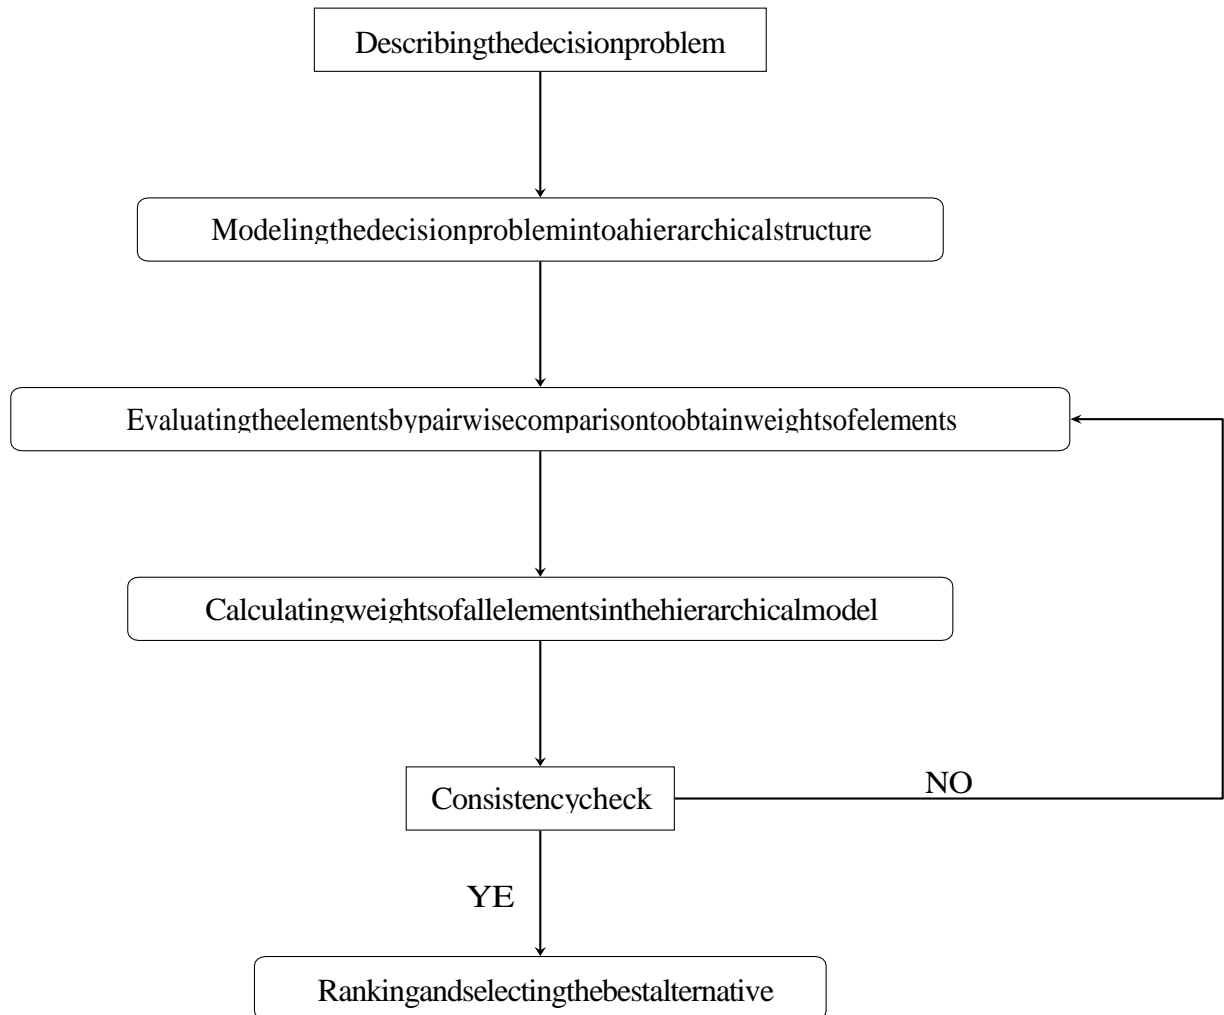 Describingthedecisionproblem
Modelingthedecisionproblemintoahierarchicalstructure
Evaluatingtheelementsbypairwisecomparisontoobtainweightsofelements
Calculatingweightsofallelementsinthehierarchicalmodel
Consistencycheck
NO
YE
Rankingandselectingthebestalternative